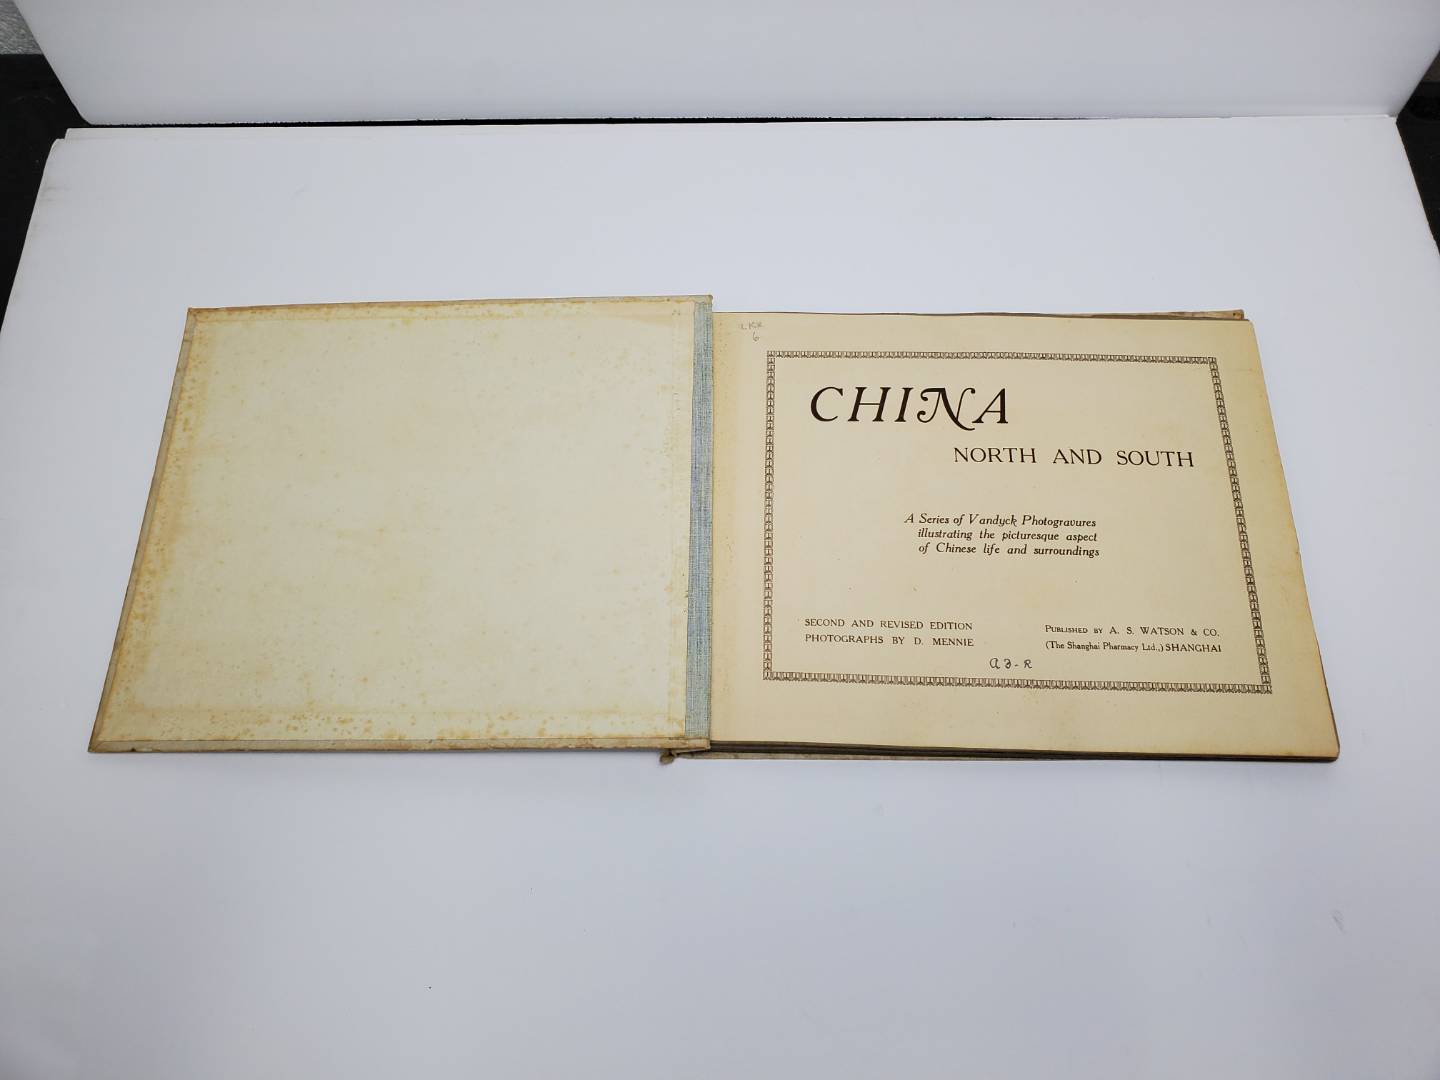 CHINA
NORTH AND SOUTH
A Series of Vandyck Photogravures
illustrating the picturesque aspect
of Chinese life and surroundings
SECOND AND REVISED EDITION
PHOTOGRAPHS BY D. MENNIE
PUBLISHED BY A. S. WATSON & CO.
(The Shanghai Pharmacy Ltd.,) SHANGHAI
6